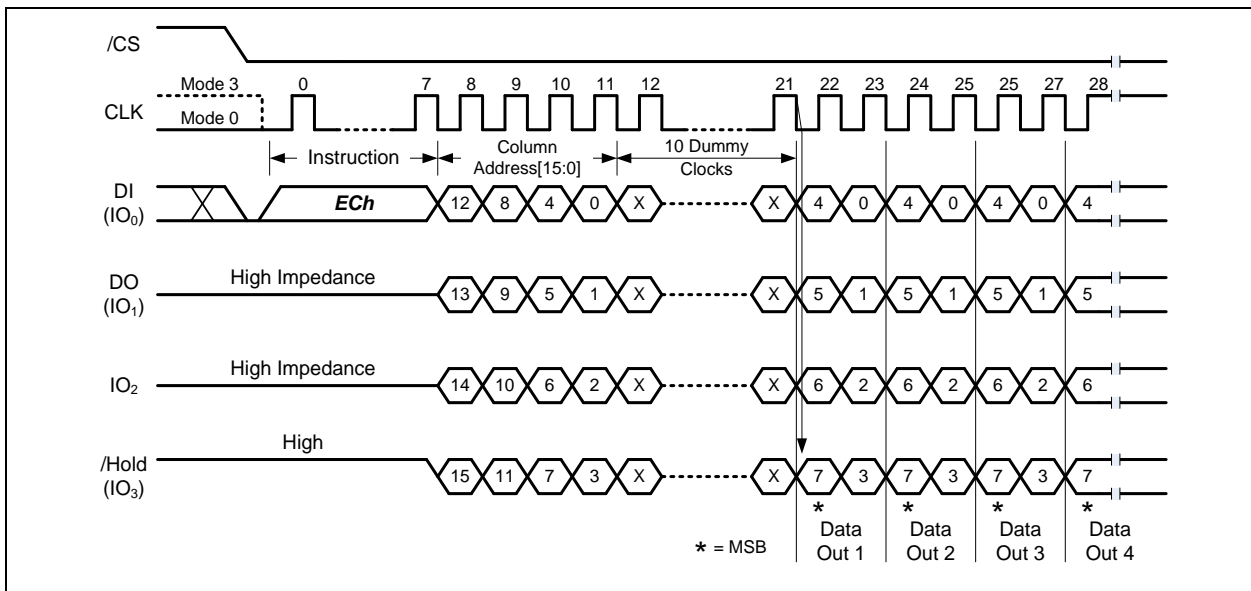 /CS
Mode 3 0 7 8 9 10 11 12 21 22 23 24 25 25 27 28
CLK
Mode 0
Instruction Column Address[15:0] 10 Dummy Clocks
DI (IO0) ECh 12 8 4 0 X X 4 0 4 0 4 0 4
DO (IO1) High Impedance 13 9 5 1 X X 5 1 5 1 5 1 5
IO2 High Impedance 14 10 6 2 X X 6 2 6 2 6 2 6
/Hold (IO3) High 15 11 7 3 X X 7 3 7 3 7 3 7
* * * *
* = MSB
Data Out 1 Data Out 2 Data Out 3 Data Out 4